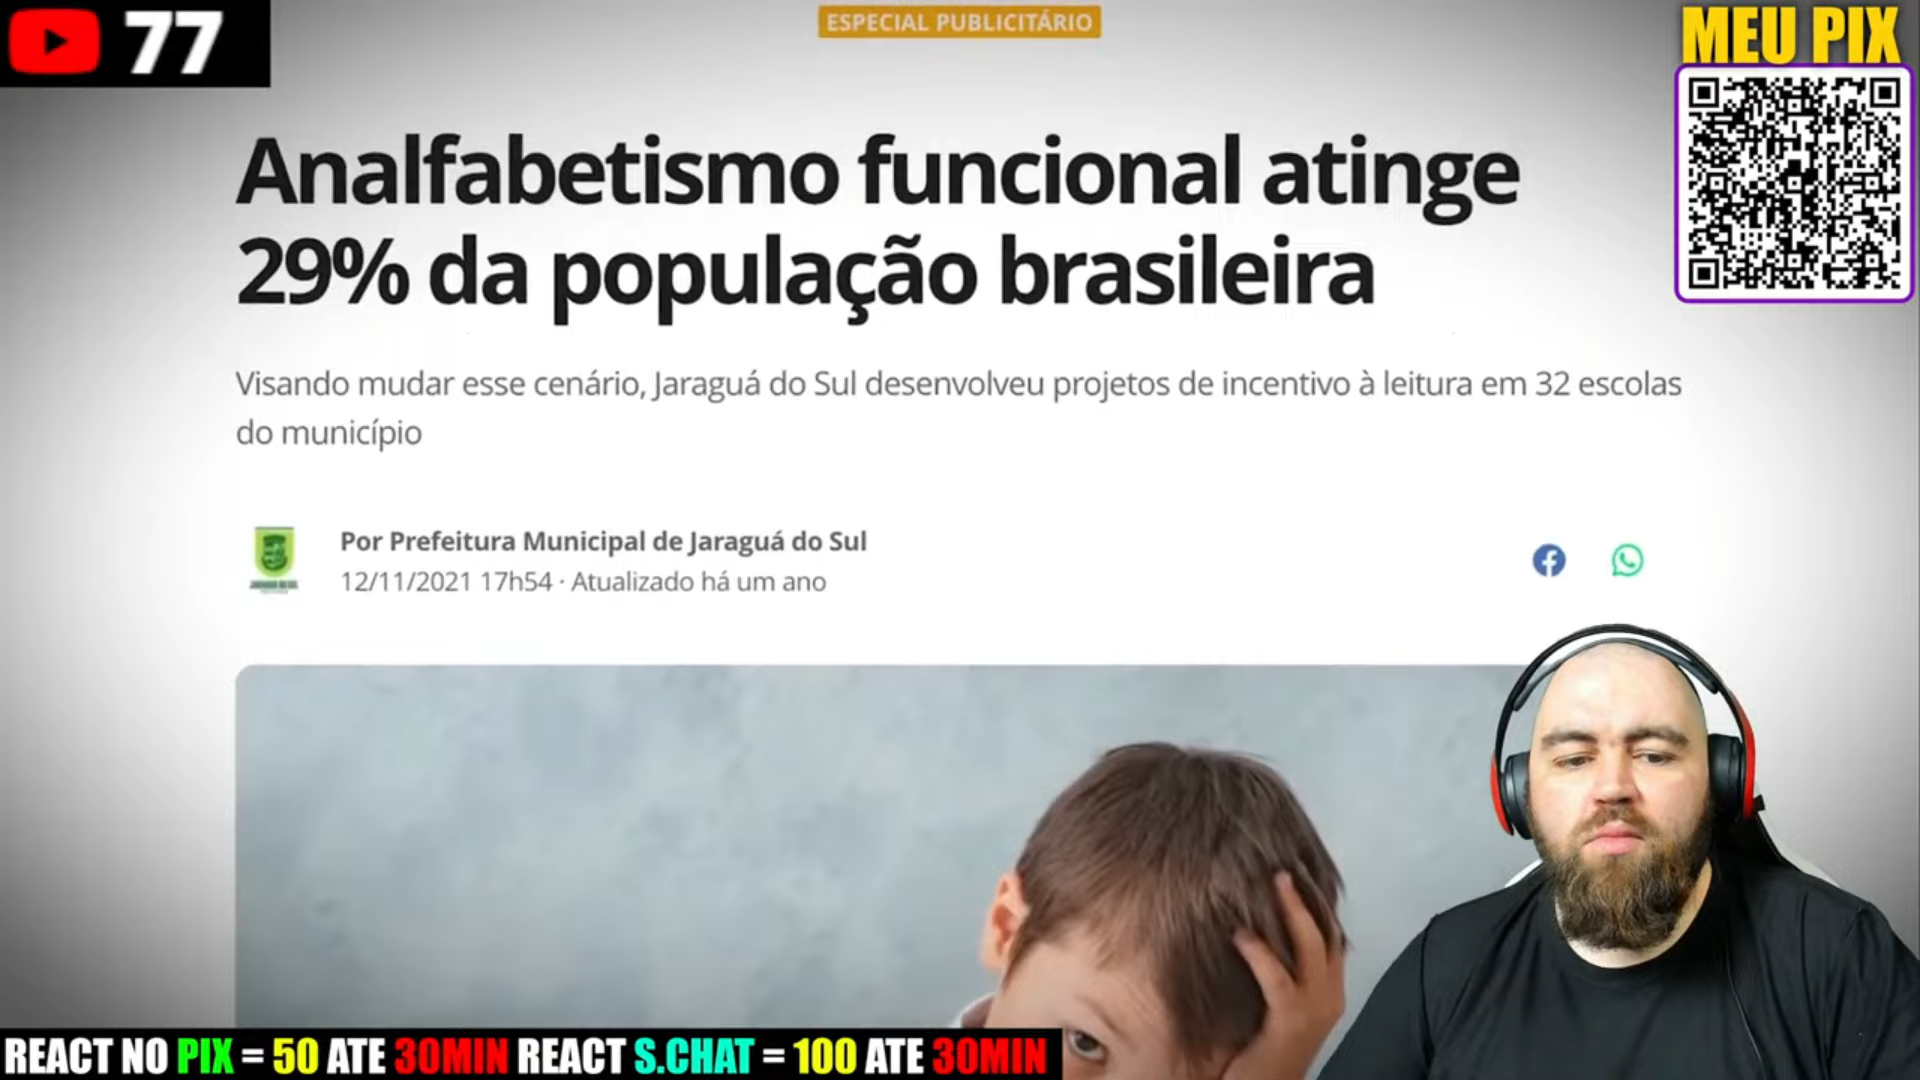 77
ESPECIAL PUBLICITÁRIO
MEU PIX
Analfabetismo funcional atinge
29% da população brasileira
Visando mudar esse cenário, Jaraguá do Sul desenvolveu projetos de incentivo à leitura em 32 escolas
do município
Por Prefeitura Municipal de Jaraguá do Sul
12/11/2021 17h54 · Atualizado há um ano
REACT NO PIX = 50 ATE 30MIN REACT S.CHAT = 100 ATE 30MIN